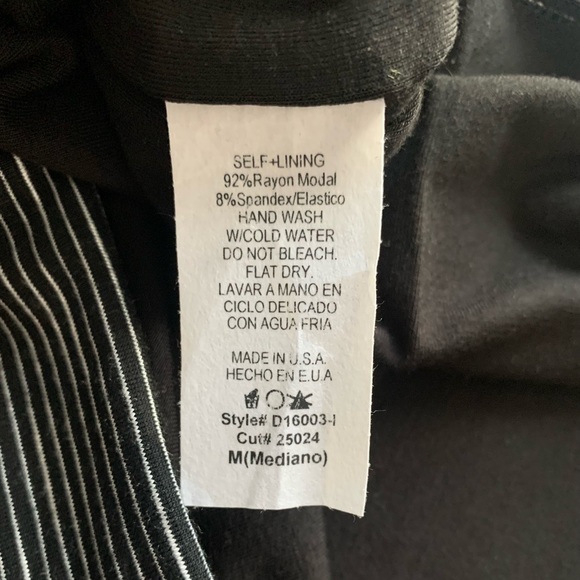 SELF+LINING
92%Rayon Modal
8%Spandex/Elastico
HAND WASH
W/COLD WATER
DO NOT BLEACH.
FLAT DRY.
LAVAR A MANO EN
CICLO DELICADO
CON AGUA FRIA
MADE IN U.S.A.
HECHO EN E.U.A
Style# D16003-I
Cut# 25024
M(Mediano)